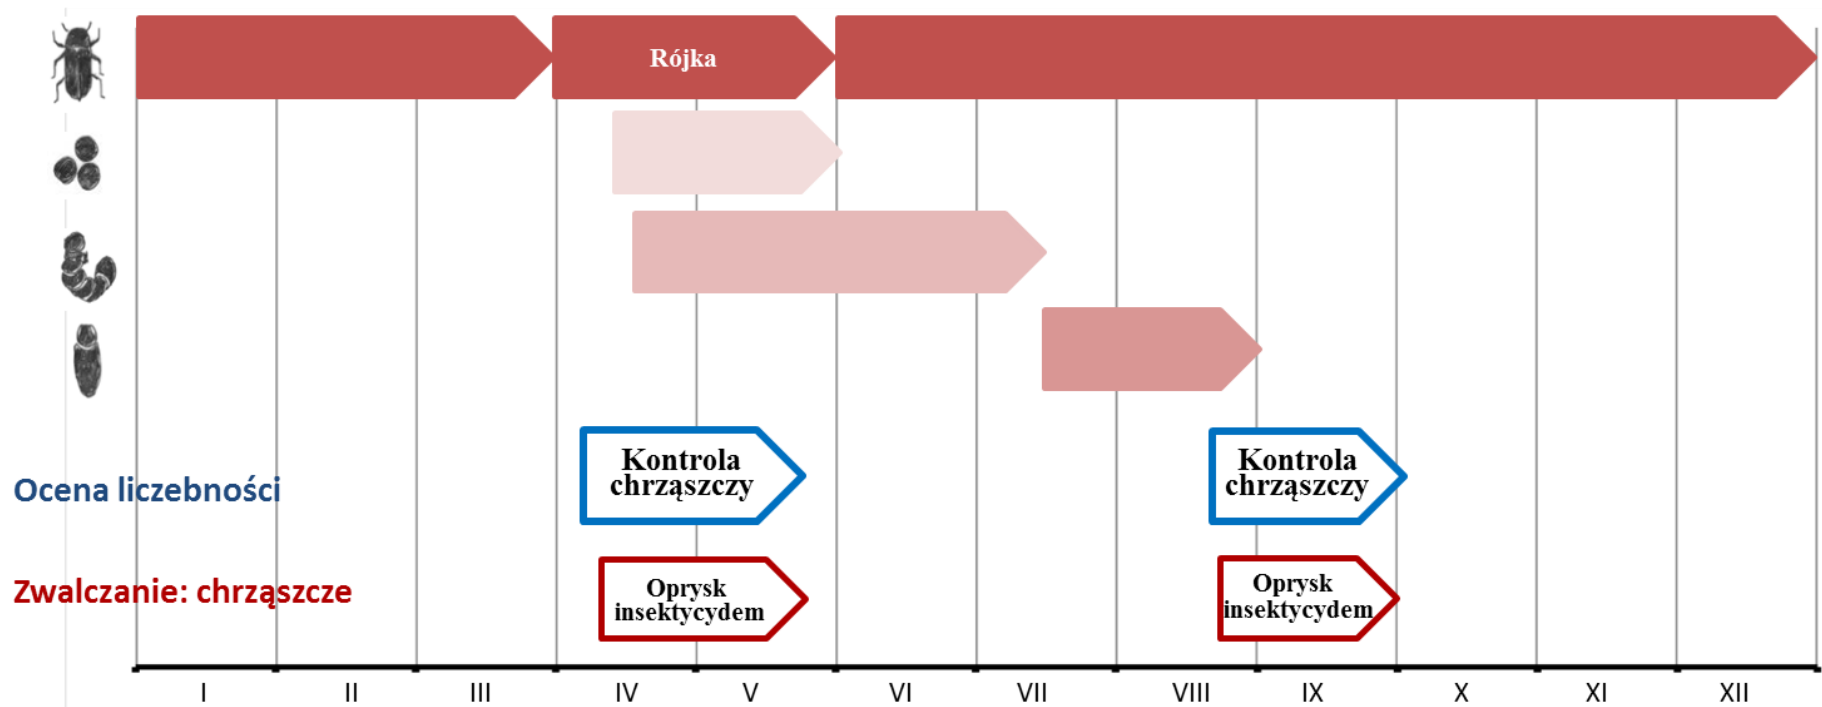 Rójka
Kontrola
chrząszczy
Kontrola
chrząszczy
Ocena liczebności
Oprysk
insektycydem
Oprysk
insektycydem
Zwalczanie: chrząszcze
I II III IV V VI VII VIII IX X XI XII